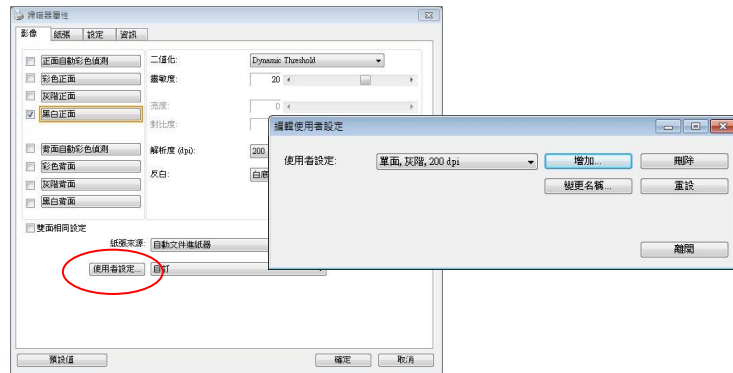 掃瞄器屬性
影像 紙張 設定 資訊
正面自動彩色偵測
彩色正面
灰階正面
黑白正面
背面自動彩色偵測
彩色背面
灰階背面
黑白背面
二值化: Dynamic Threshold
靈敏度: 20
亮度: 0
對比度:
解析度 (dpi): 200
反白:
雙面相同設定
紙張來源: 自動文件進紙器
使用者設定... 自訂
預設值 確定 取消
編輯使用者設定
使用者設定: 單面, 灰階, 200 dpi 增加... 刪除
變更名稱... 重設
離開